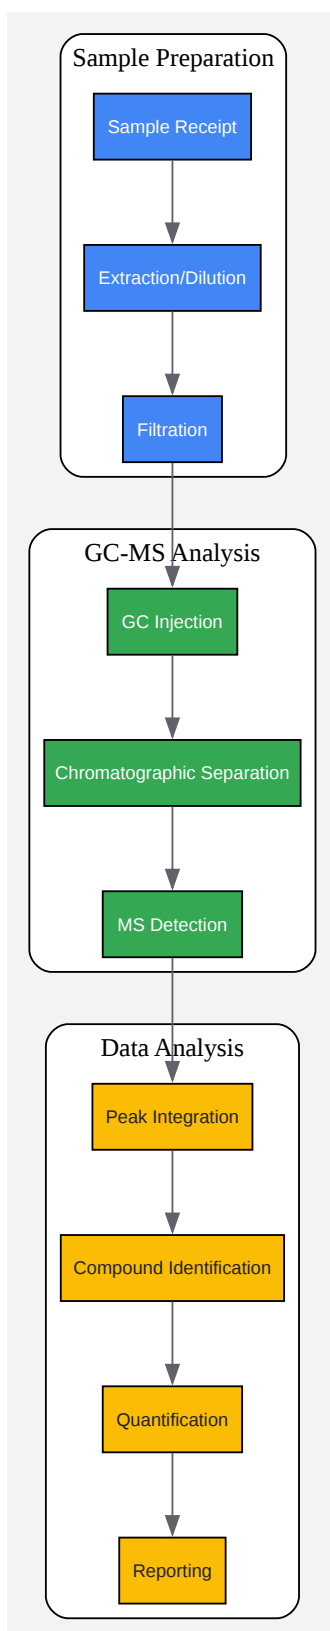 Sample Preparation
Sample Receipt
Extraction/Dilution
Filtration
GC-MS Analysis
GC Injection
Chromatographic Separation
MS Detection
Data Analysis
Peak Integration
Compound Identification
Quantification
Reporting